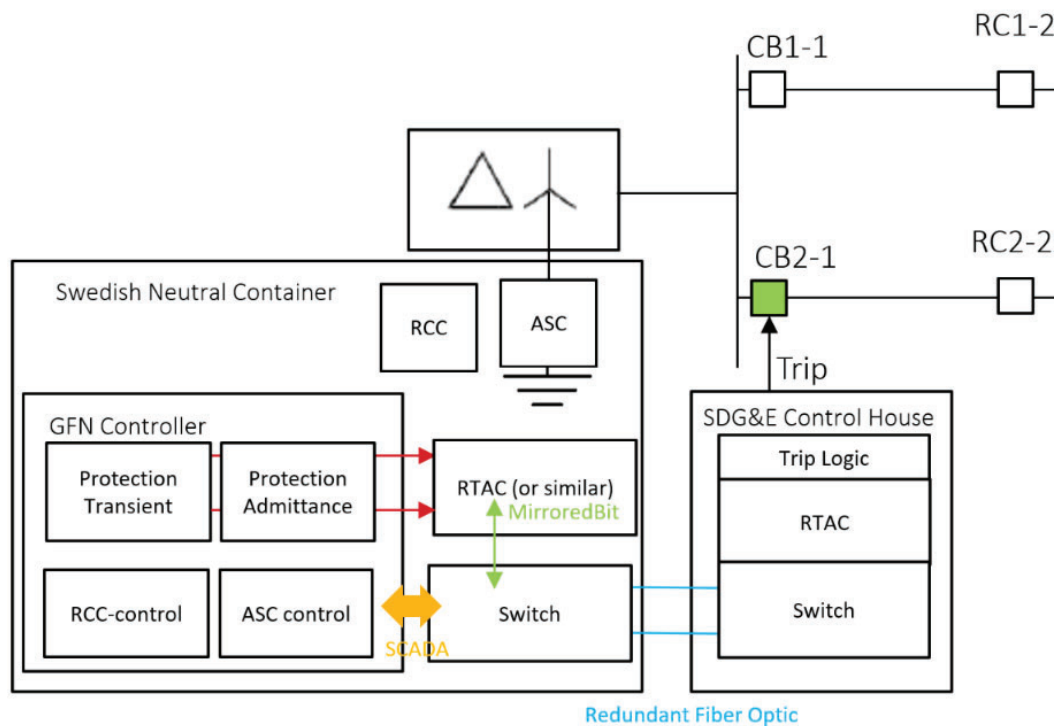 RC1-2
CB1-1
RC2-2
CB2-1
Swedish Neutral Container
RCC
ASC
Trip
GFN Controller
SDG&E Control House
Protection
Transient
Protection
Admittance
RTAC (or similar)
MirroredBit
Trip Logic
RTAC
RCC-control
ASC control
SCADA
Switch
Switch
Redundant Fiber Optic